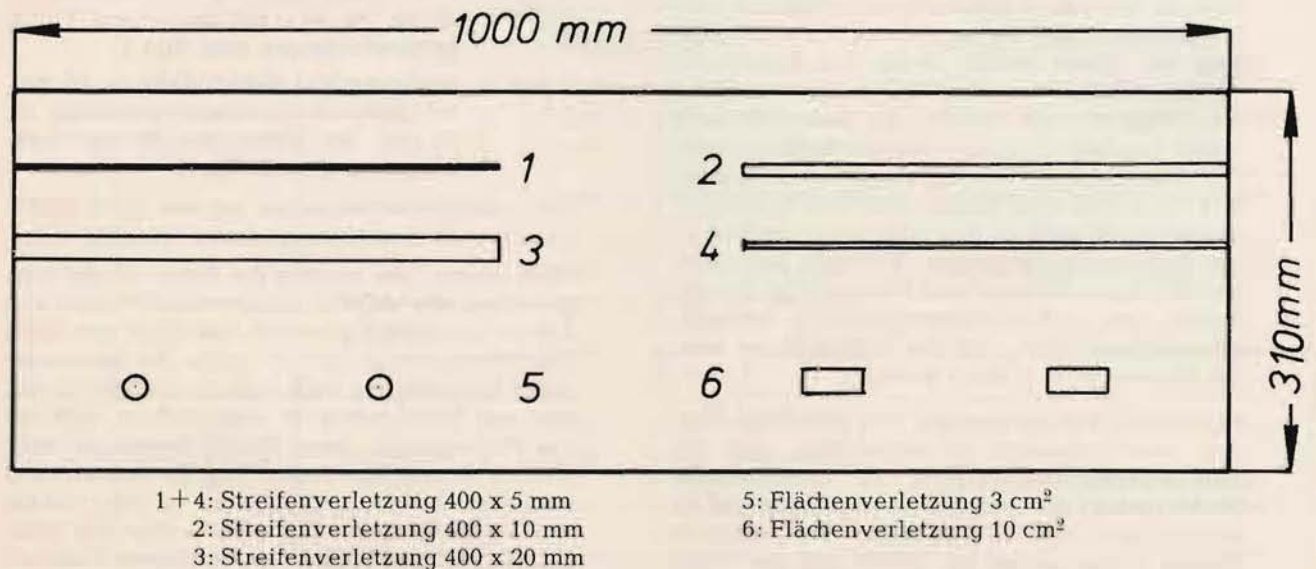 1000 mm
1
2
3
4
310mm
5
6
1+4: Streifenverletzung 400 x 5 mm
2: Streifenverletzung 400 x 10 mm
3: Streifenverletzung 400 x 20 mm
5: Flächenverletzung 3 cm²
6: Flächenverletzung 10 cm²